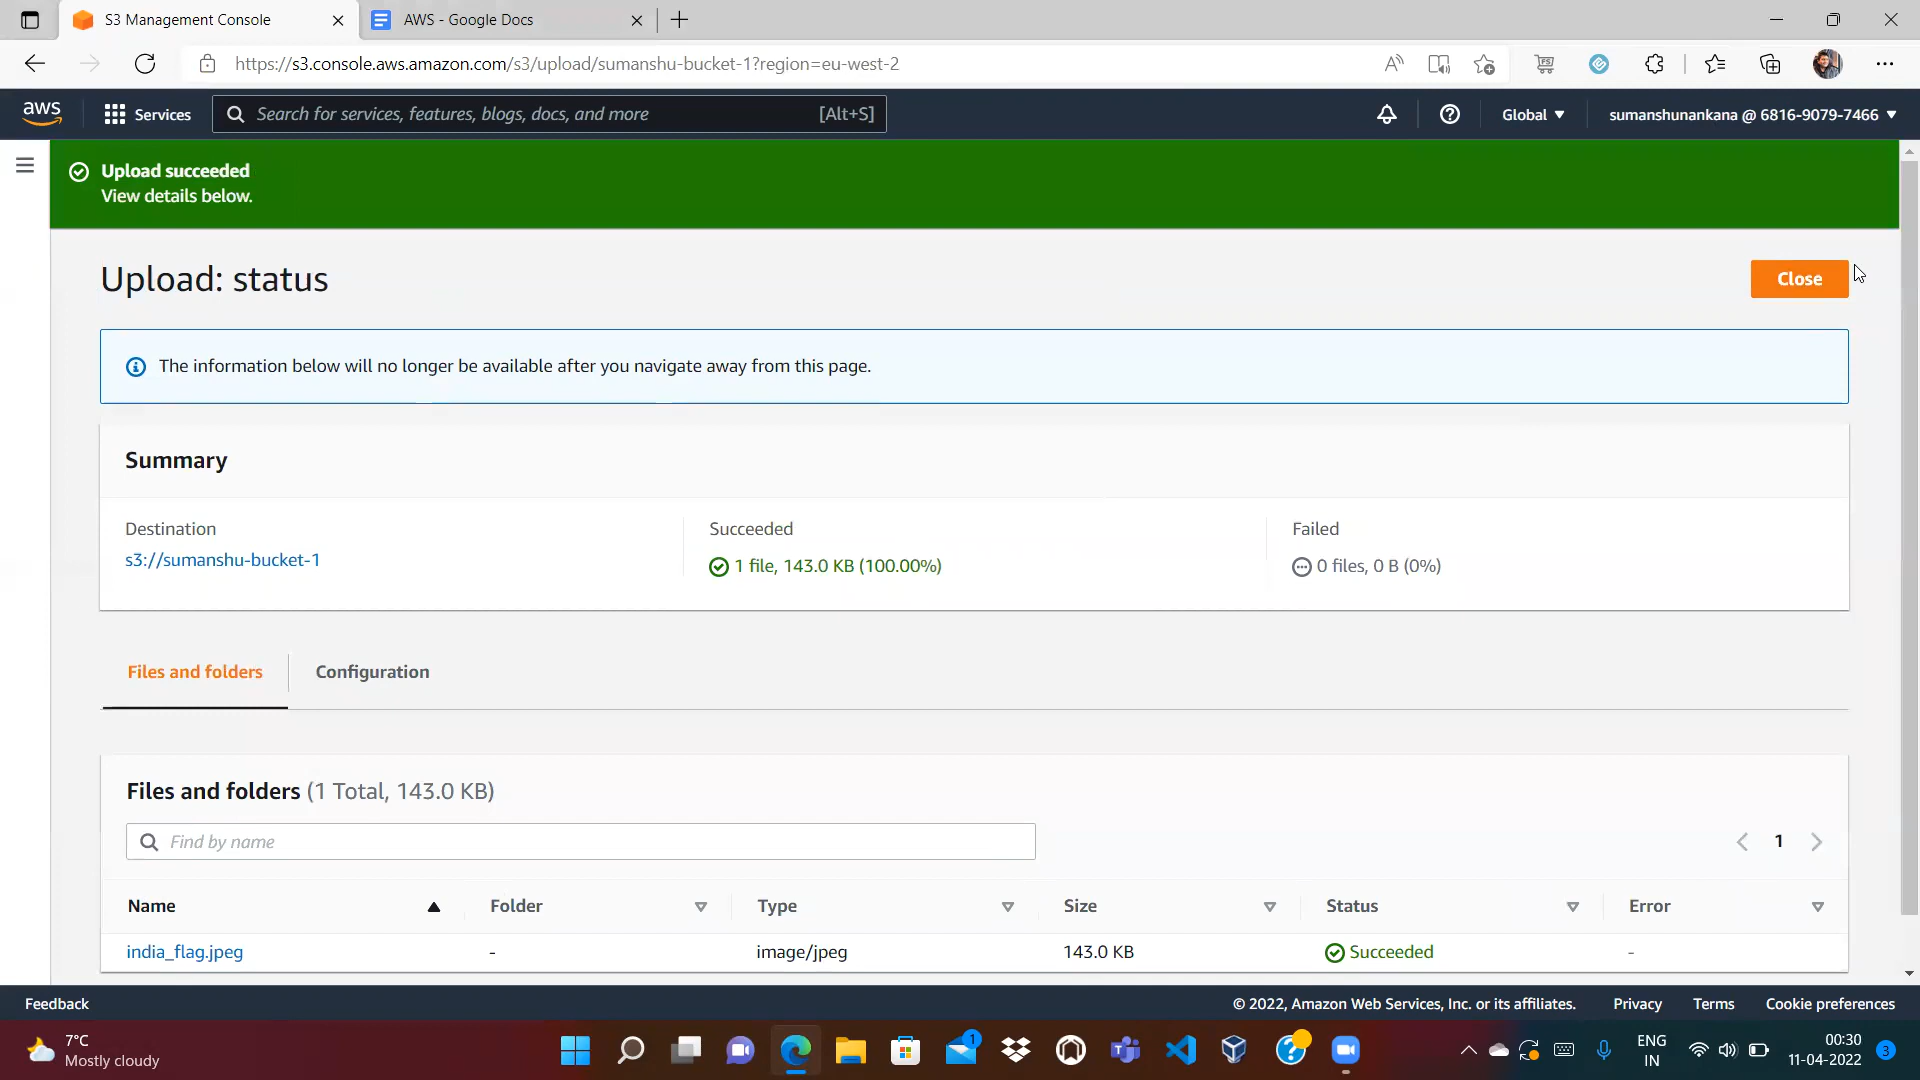 S3 Management Console
AWS - Google Docs
https://s3.console.aws.amazon.com/s3/upload/sumanshu-bucket-1?region=eu-west-2
aws
Services
Search for services, features, blogs, docs, and more [Alt+S]
Global
sumanshunankana @ 6816-9079-7466
Upload succeeded
View details below.
Upload: status
Close
The information below will no longer be available after you navigate away from this page.
Summary
Destination
s3://sumanshu-bucket-1
Succeeded
1 file, 143.0 KB (100.00%)
Failed
0 files, 0 B (0%)
Files and folders
Configuration
Files and folders (1 Total, 143.0 KB)
Find by name
1
Name Folder Type Size Status Error
india_flag.jpeg - image/jpeg 143.0 KB Succeeded -
Feedback
© 2022, Amazon Web Services, Inc. or its affiliates. Privacy Terms Cookie preferences
7°C
Mostly cloudy
1
ENG
IN
00:30
11-04-2022
3